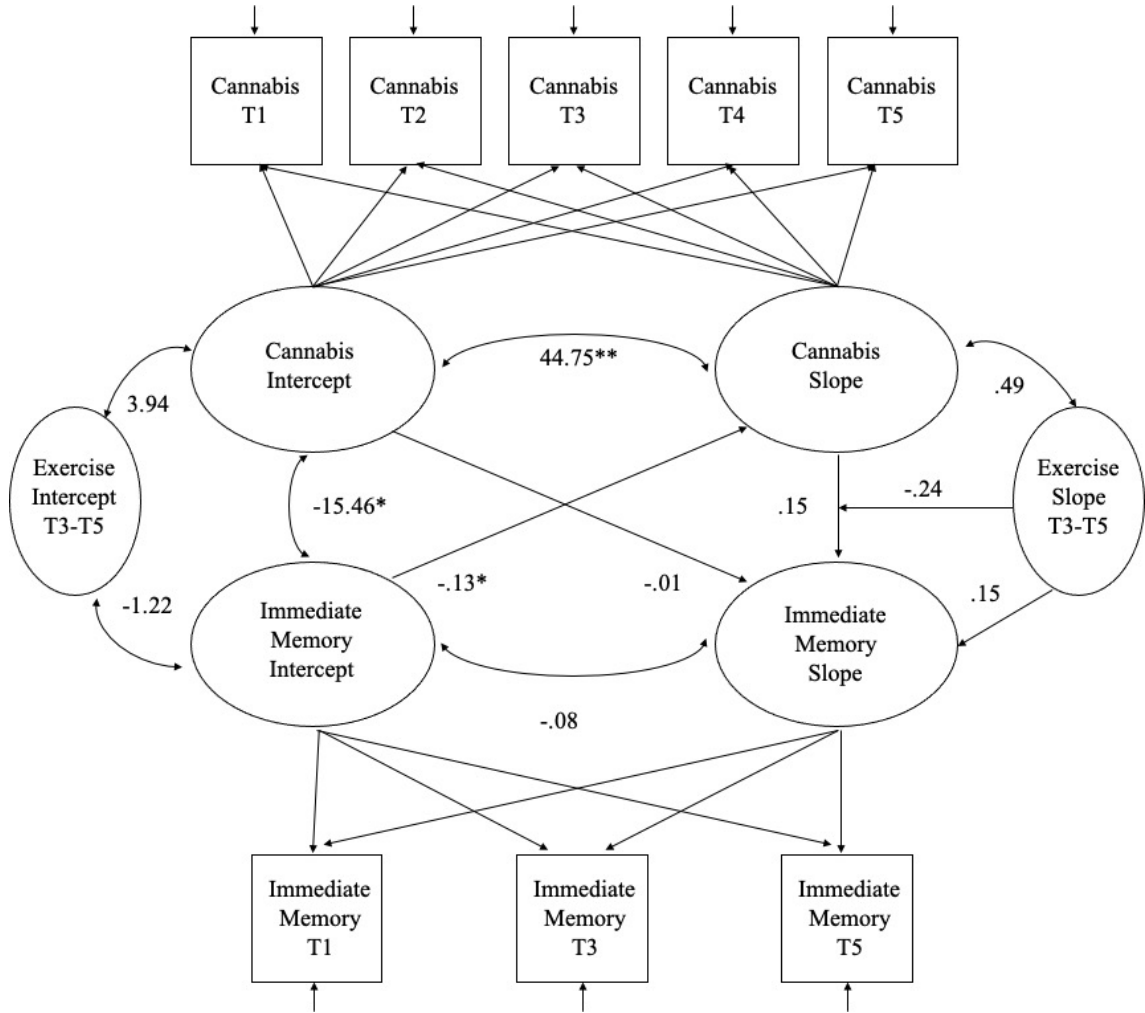 Cannabis
T1
Cannabis
T2
Cannabis
T3
Cannabis
T4
Cannabis
T5
Cannabis
Intercept
44.75**
Cannabis
Slope
3.94
.49
Exercise
Intercept
T3-T5
-15.46*
.15
-.24
Exercise
Slope
T3-T5
-1.22
-.13*
-.01
.15
Immediate
Memory
Intercept
Immediate
Memory
Slope
-.08
Immediate
Memory
T1
Immediate
Memory
T3
Immediate
Memory
T5